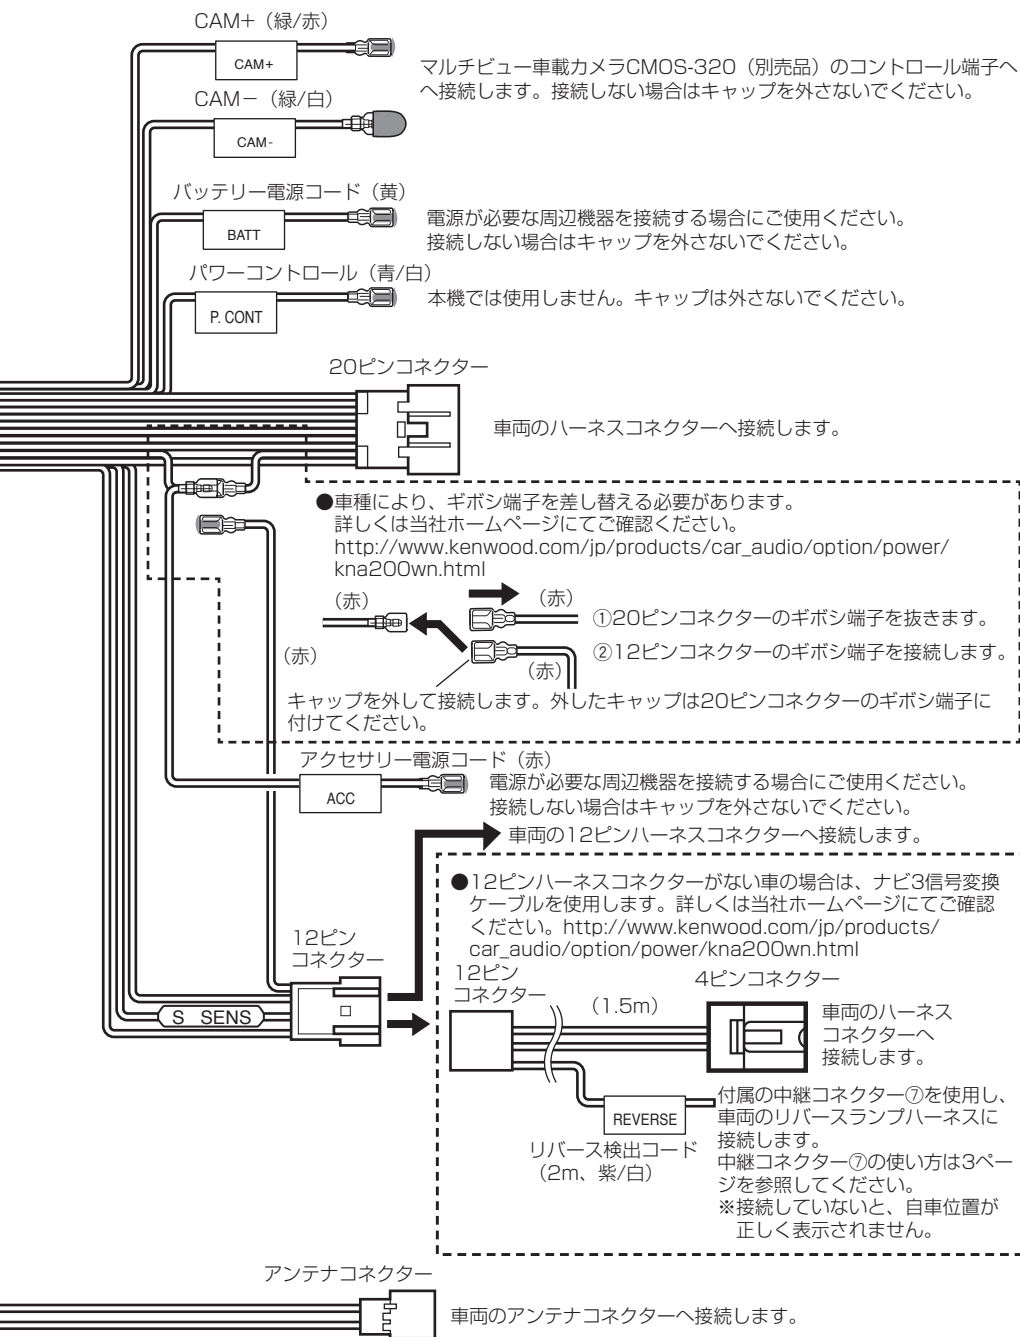 CAM＋（緑/赤）
CAM+
マルチビュー車載カメラCMOS-320（別売品）のコントロール端子へ
へ接続します。接続しない場合はキャップを外さないでください。
CAMー（緑/白）
CAM-
バッテリー電源コード（黄）
BATT
電源が必要な周辺機器を接続する場合にご使用ください。
接続しない場合はキャップを外さないでください。
パワーコントロール（青/白）
P. CONT
本機では使用しません。キャップは外さないでください。
20ピンコネクター
車両のハーネスコネクターへ接続します。
●車種により、ギボシ端子を差し替える必要があります。
詳しくは当社ホームページにてご確認ください。
http://www.kenwood.com/jp/products/car_audio/option/power/
kna200wn.html
（赤）
（赤）
①20ピンコネクターのギボシ端子を抜きます。
（赤）
②12ピンコネクターのギボシ端子を接続します。
（赤）
キャップを外して接続します。外したキャップは20ピンコネクターのギボシ端子に
付けてください。
アクセサリー電源コード（赤）
ACC
電源が必要な周辺機器を接続する場合にご使用ください。
接続しない場合はキャップを外さないでください。
車両の12ピンハーネスコネクターへ接続します。
●12ピンハーネスコネクターがない車の場合は、ナビ3信号変換
ケーブルを使用します。詳しくは当社ホームページにてご確認
ください。http://www.kenwood.com/jp/products/
car_audio/option/power/kna200wn.html
12ピン
コネクター
S SENS
12ピン
コネクター
（1.5m）
4ピンコネクター
車両のハーネス
コネクターへ
接続します。
REVERSE
リバース検出コード
（2m、紫/白）
付属の中継コネクター⑦を使用し、
車両のリバースランプハーネスに
接続します。
中継コネクター⑦の使い方は3ペー
ジを参照してください。
※接続していないと、自車位置が
正しく表示されません。
アンテナコネクター
車両のアンテナコネクターへ接続します。